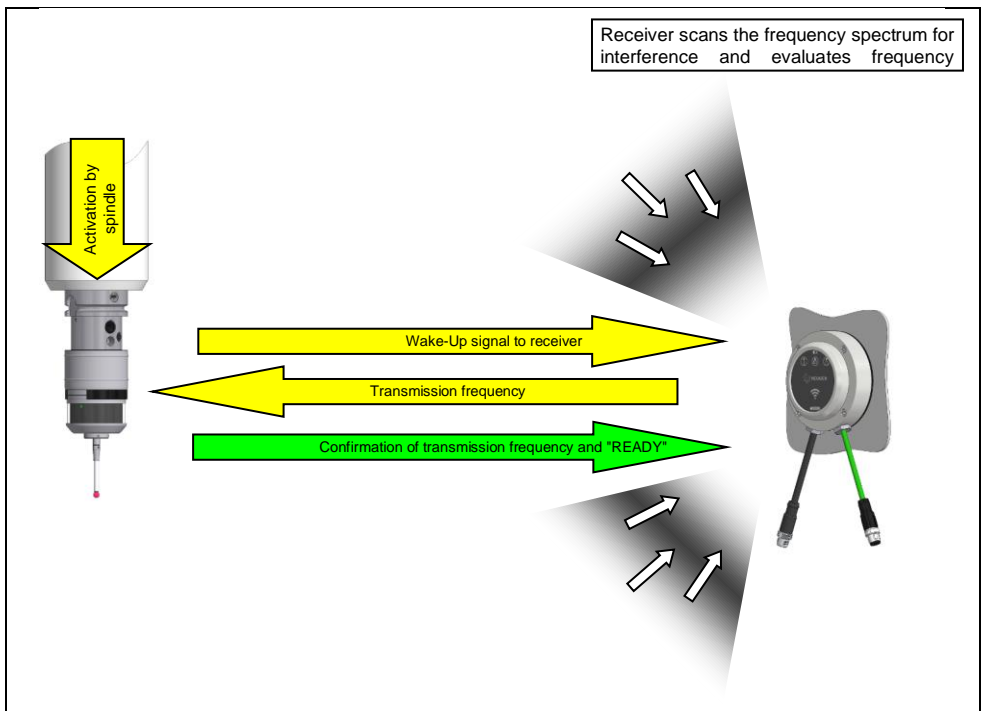 Receiver scans the frequency spectrum for
interference and evaluates frequency
Activation by
spindle
Wake-Up signal to receiver
Transmission frequency
Confirmation of transmission frequency and "READY"